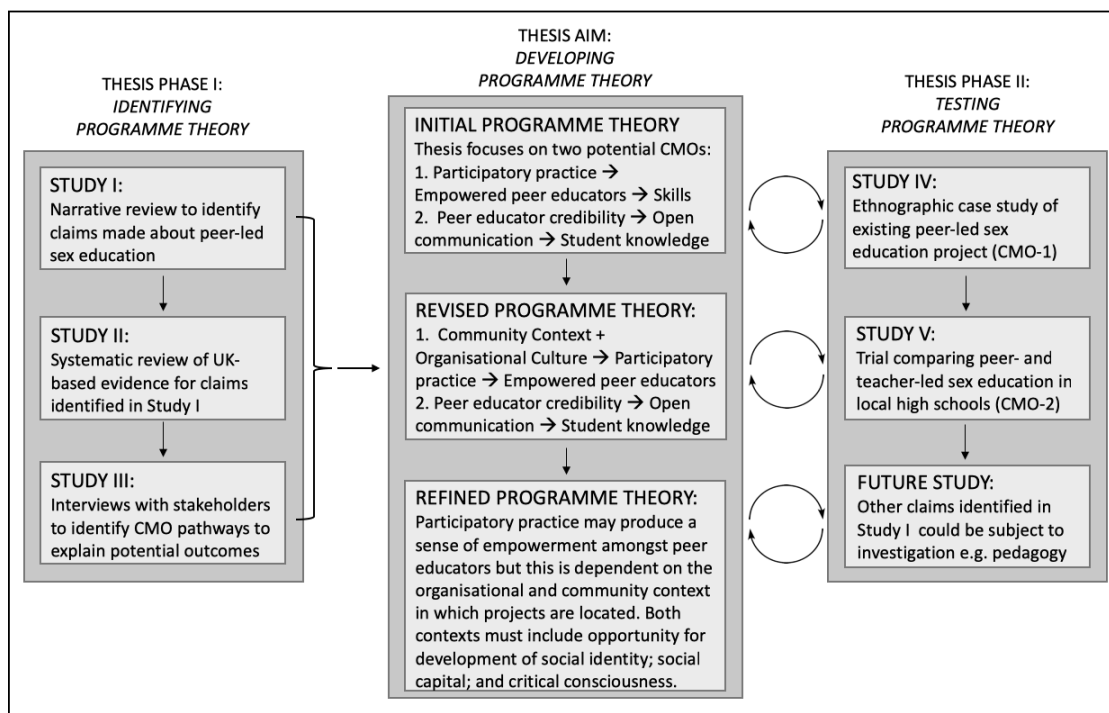 THESIS PHASE I:
IDENTIFYING
PROGRAMME THEORY
STUDY I:
Narrative review to identify
claims made about peer-led
sex education
STUDY II:
Systematic review of UK-
based evidence for claims
identified in Study I
STUDY III:
Interviews with stakeholders
to identify CMO pathways to
explain potential outcomes
THESIS AIM:
DEVELOPING
PROGRAMME THEORY
INITIAL PROGRAMME THEORY
Thesis focuses on two potential CMOs:
1. Participatory practice →
Empowered peer educators → Skills
2. Peer educator credibility → Open
communication → Student knowledge
REVISED PROGRAMME THEORY:
1. Community Context +
Organisational Culture → Participatory
practice → Empowered peer educators
2. Peer educator credibility → Open
communication → Student knowledge
REFINED PROGRAMME THEORY:
Participatory practice may produce a
sense of empowerment amongst peer
educators but this is dependent on the
organisational and community context
in which projects are located. Both
contexts must include opportunity for
development of social identity; social
capital; and critical consciousness.
THESIS PHASE II:
TESTING
PROGRAMME THEORY
STUDY IV:
Ethnographic case study of
existing peer-led sex
education project (CMO-1)
STUDY V:
Trial comparing peer- and
teacher-led sex education in
local high schools (CMO-2)
FUTURE STUDY:
Other claims identified in
Study I could be subject to
investigation e.g. pedagogy